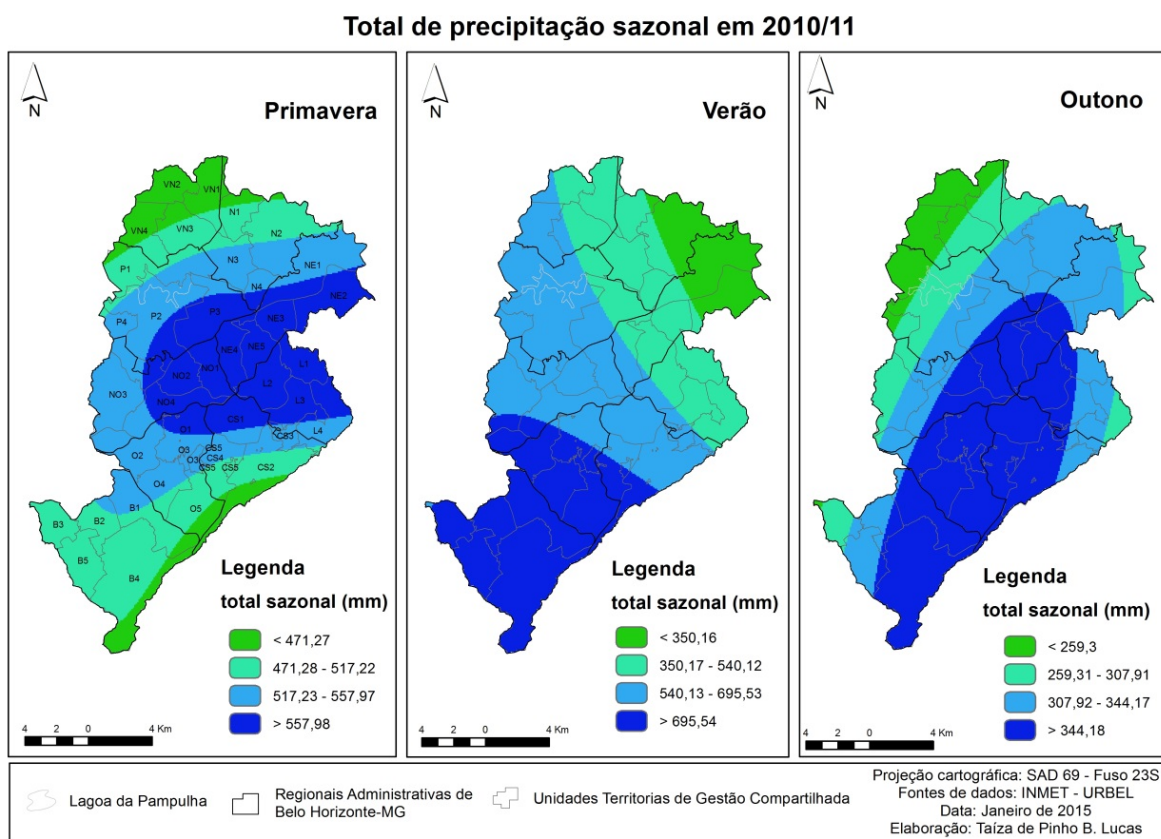 Total de precipitação sazonal em 2010/11
N
Primavera
VN2
VN1
VN4
VN3
N1
N2
P1
N3
NE1
N4
NE2
P4
P2
P3
NE3
NE4
NE5
L1
NO3
NO2
NO1
L2
NO4
L3
O1
CS1
L4
CS3
O2
O3
CS5
O3
CS4
CS5
CS5
CS2
O4
B1
O5
B3
B2
B5
B4
Legenda
total sazonal (mm)
< 471,27
471,28 - 517,22
517,23 - 557,97
> 557,98
4 2 0 4 Km
N
Verão
Legenda
total sazonal (mm)
< 350,16
350,17 - 540,12
540,13 - 695,53
> 695,54
4 2 0 4 Km
N
Outono
Legenda
total sazonal (mm)
< 259,3
259,31 - 307,91
307,92 - 344,17
> 344,18
4 2 0 4 Km
Lagoa da Pampulha
Regionais Administrativas de
Belo Horizonte-MG
Unidades Territorias de Gestão Compartilhada
Projeção cartográfica: SAD 69 - Fuso 23S
Fontes de dados: INMET - URBEL
Data: Janeiro de 2015
Elaboração: Taíza de Pinho B. Lucas